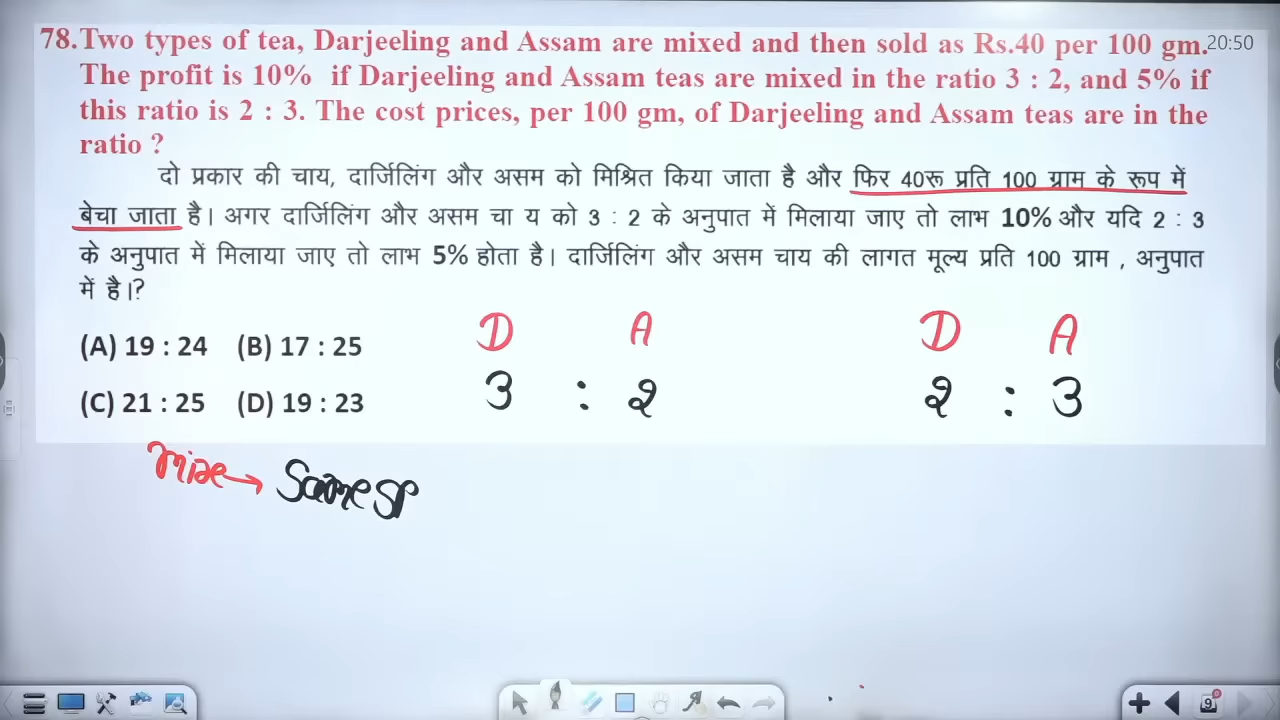 78.Two types of tea, Darjeeling and Assam are mixed and then sold as Rs.40 per 100 gm.
20:50
The profit is 10% if Darjeeling and Assam teas are mixed in the ratio 3 : 2, and 5% if
this ratio is 2 : 3. The cost prices, per 100 gm, of Darjeeling and Assam teas are in the
ratio ?
दो प्रकार की चाय, दार्जिलिंग और असम को मिश्रित किया जाता है और फिर 40रू प्रति 100 ग्राम के रूप में
बेचा जाता है। अगर दार्जिलिंग और असम चा य को 3 : 2 के अनुपात में मिलाया जाए तो लाभ 10% और यदि 2 : 3
के अनुपात में मिलाया जाए तो लाभ 5% होता है। दार्जिलिंग और असम चाय की लागत मूल्य प्रति 100 ग्राम , अनुपात
में है।?
(A) 19 : 24 (B) 17 : 25
(C) 21 : 25 (D) 19 : 23
D A
3 : 2
D A
2 : 3
mixe→ Same SP
9